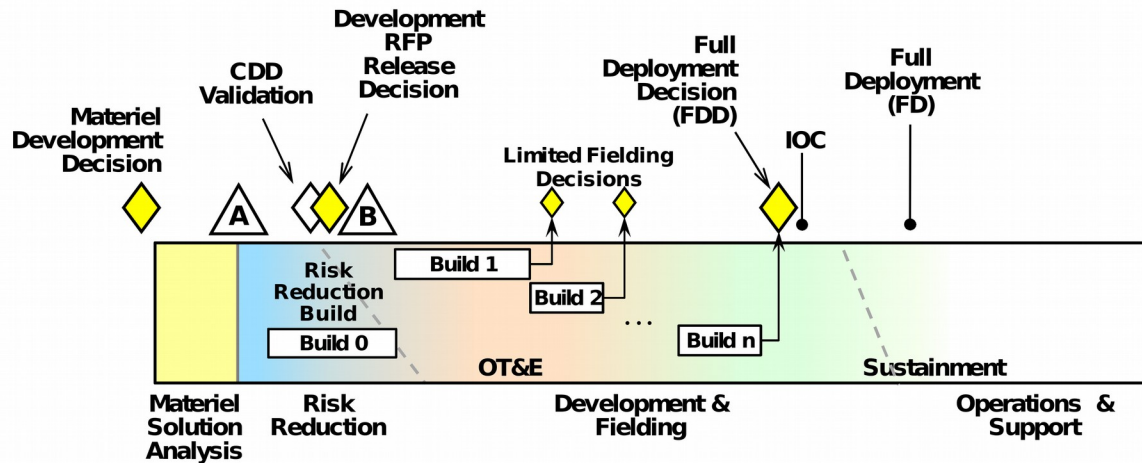 Development
RFP
Release
Decision
CDD
Validation
Materiel
Development
Decision
Limited Fielding
Decisions
Full
Deployment
Decision
(FDD)
IOC
Full
Deployment
(FD)
A
B
Risk
Reduction
Build
Build 0
Build 1
Build 2
...
Build n
OT&E
Sustainment
Materiel
Solution
Analysis
Risk
Reduction
Development &
Fielding
Operations &
Support